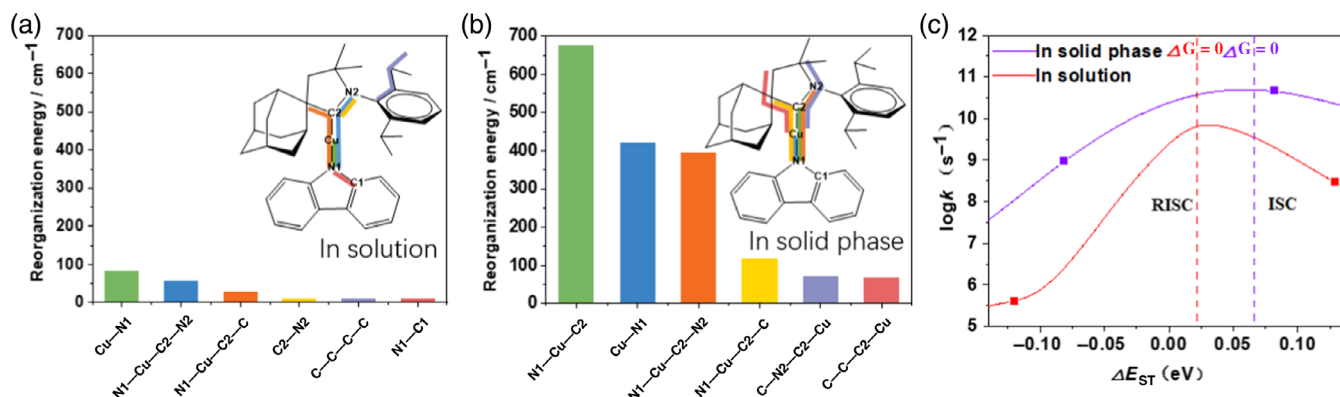 (a)
Reorganization energy / cm−1
700
600
500
400
300
200
100
0
N2
C2
Cu
N1
C1
In solution
Cu—N1
N1—Cu—C2—N2
N1—Cu—C2—C
C2—N2
C—C—C—C
N1—C1
(b)
Reorganization energy / cm−1
700
600
500
400
300
200
100
0
N2
C2
Cu
N1
C1
In solid phase
N1—Cu—C2
Cu—N1
N1—Cu—C2—N2
N1—Cu—C2—C
C—N2—C2—Cu
C—C—C2—Cu
(c)
logk (s−1)
12
11
10
9
8
7
6
5
In solid phase
In solution
ΔG = 0
ΔG = 0
RISC
ISC
−0.10
−0.05
0.00
0.05
0.10
ΔEST (eV)